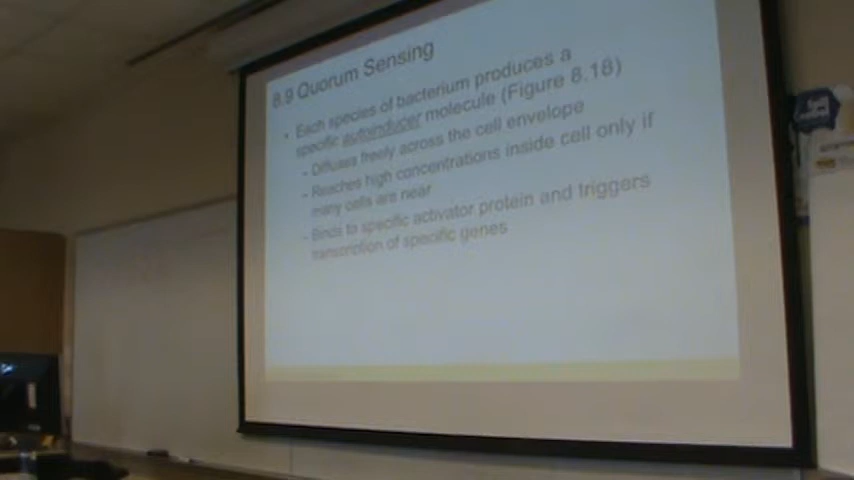 8.9 Quorum Sensing
• Each species of bacterium produces a
specific autoinducer molecule (Figure 8.18)
– Diffuses freely across the cell envelope
– Reaches high concentrations inside cell only if
many cells are near
– Binds to specific activator protein and triggers
transcription of specific genes